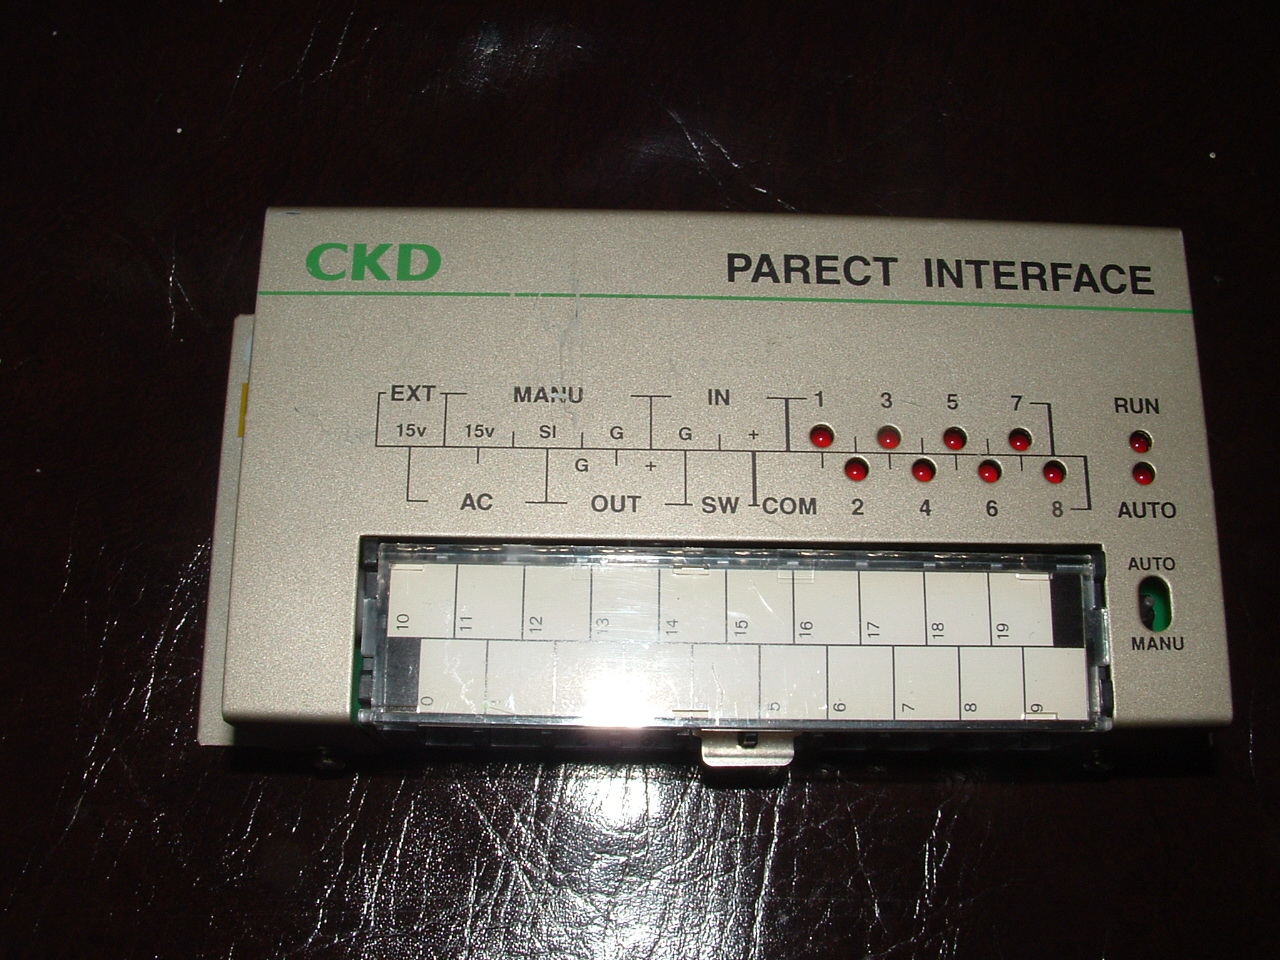 CKD
PARECT INTERFACE
EXT MANU IN 1 3 5 7 RUN
15v 15v SI G G +
G +
AC OUT SW COM 2 4 6 8 AUTO
AUTO
MANU
10 11 12 13 14 15 16 17 18 19
0 5 6 7 8 9